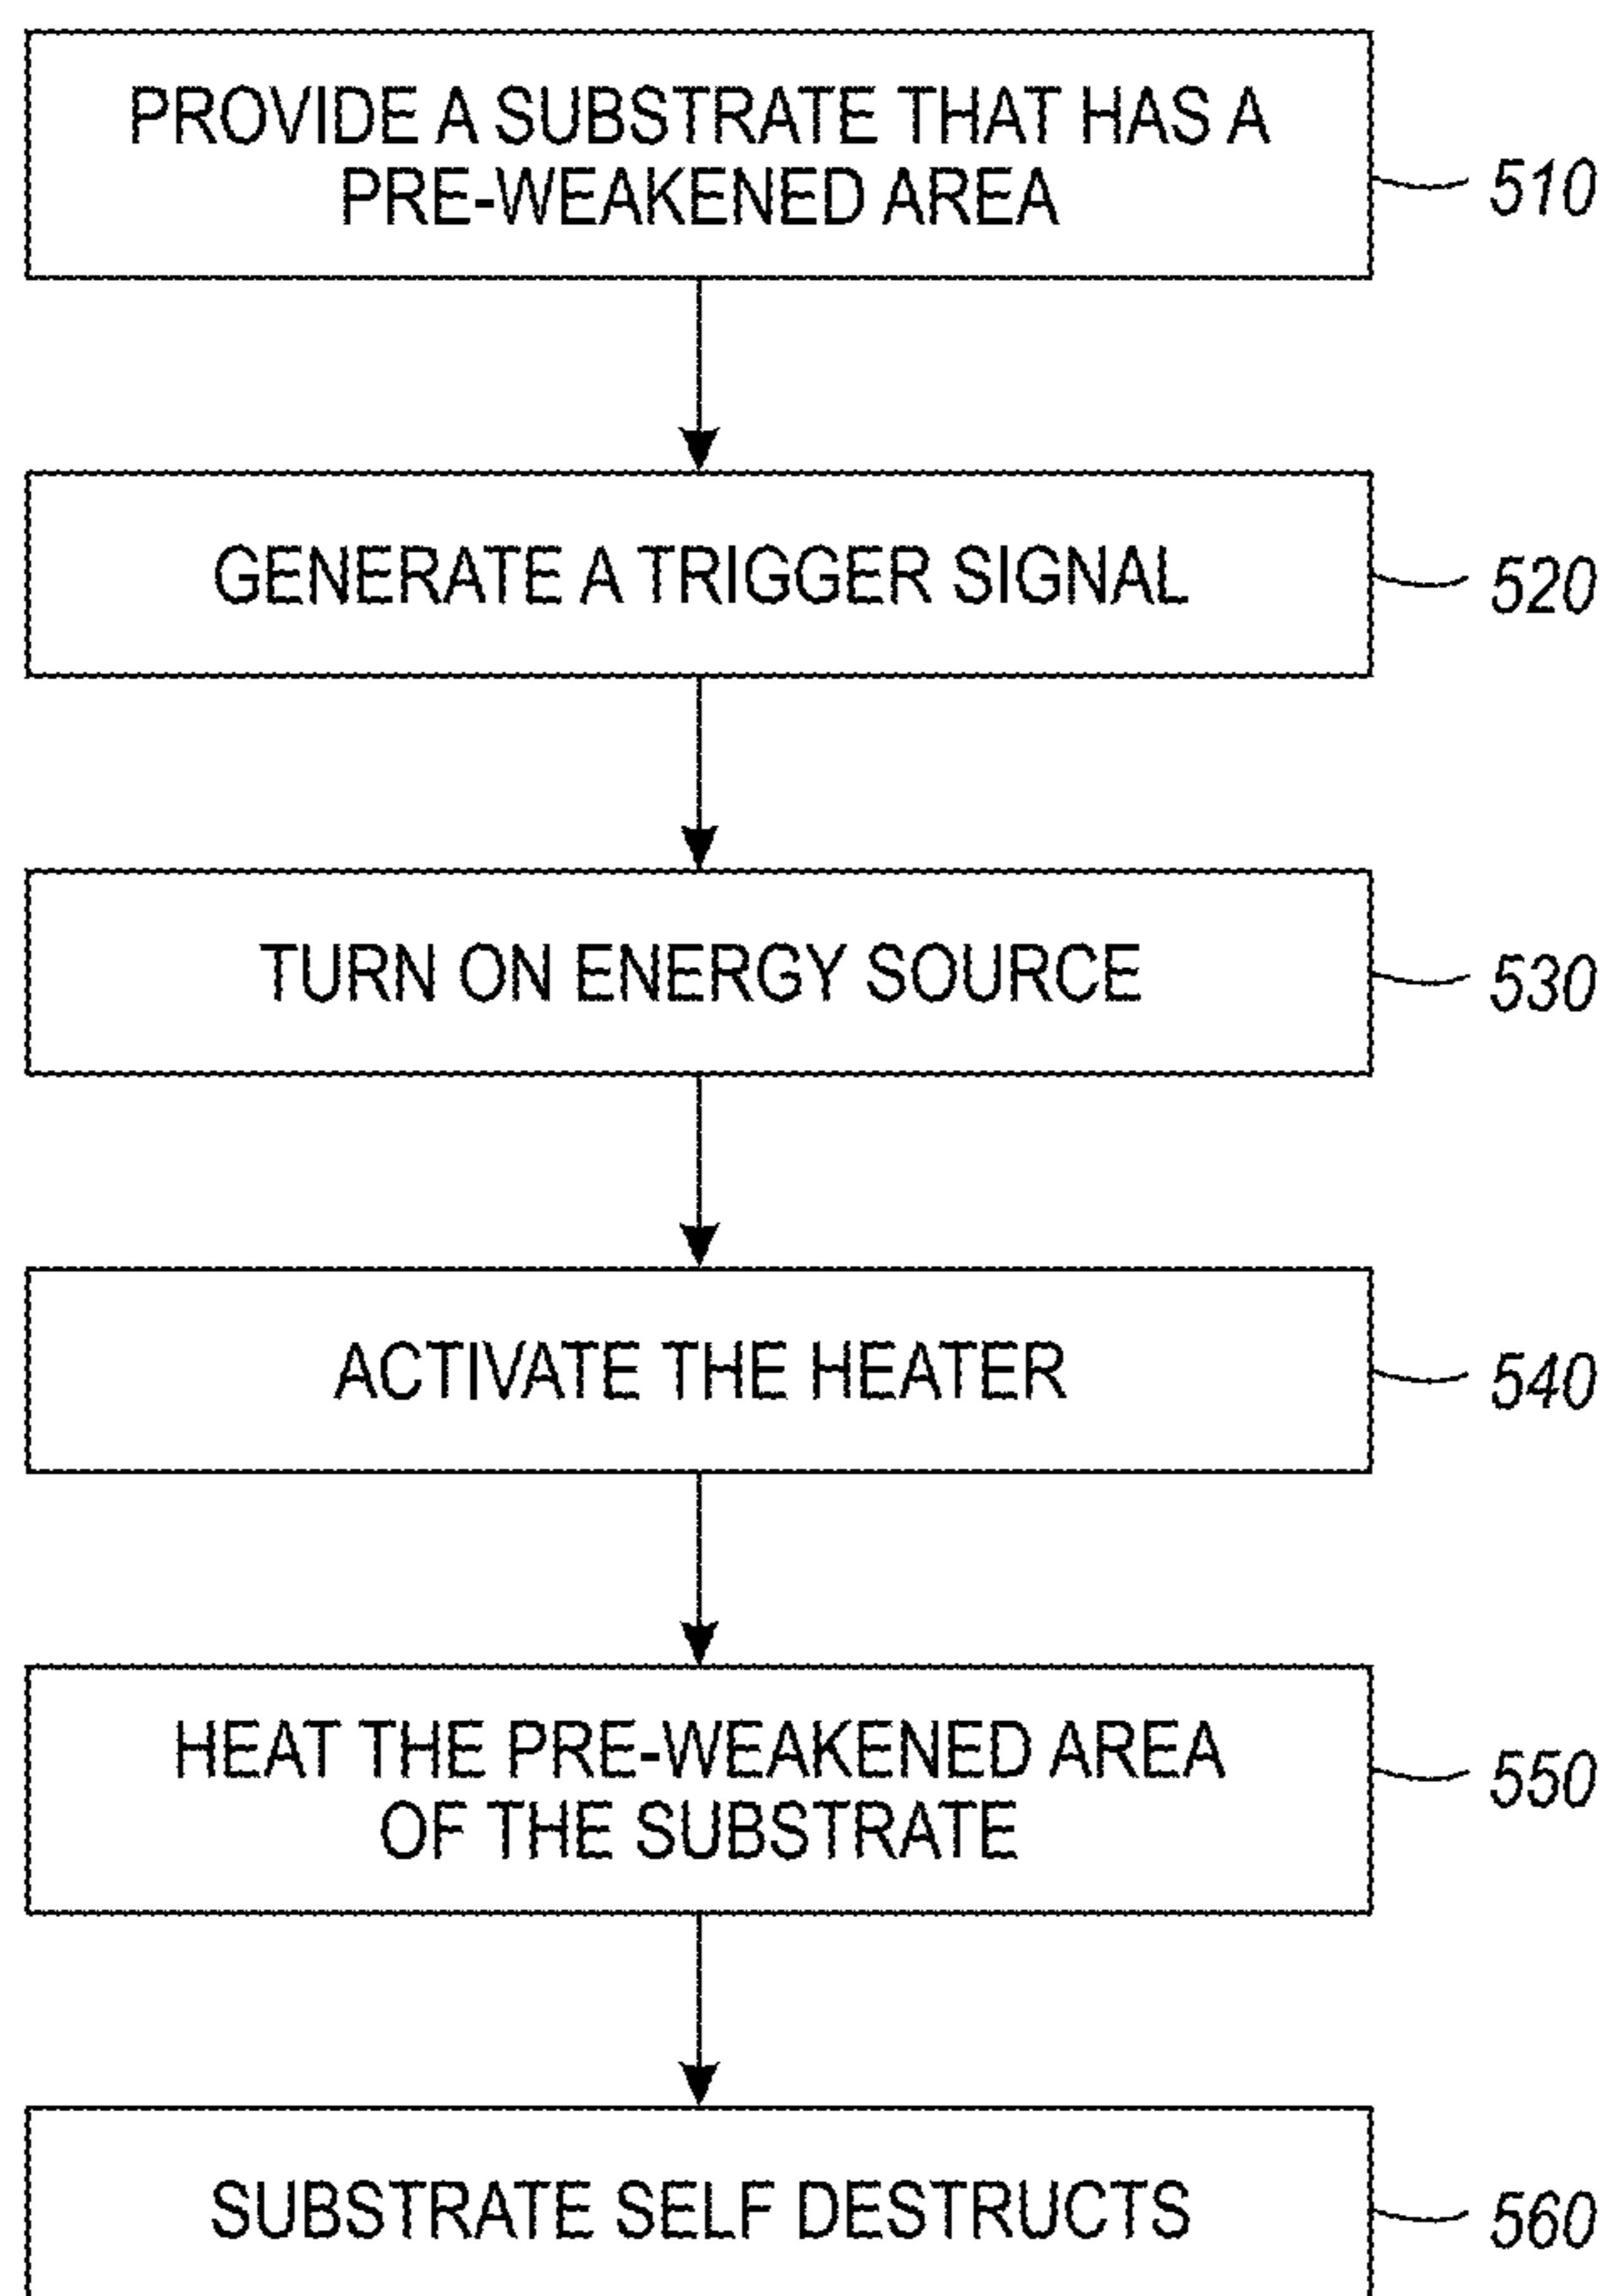 PROVIDE A SUBSTRATE THAT HAS A
PRE-WEAKENED AREA
510
GENERATE A TRIGGER SIGNAL
520
TURN ON ENERGY SOURCE
530
ACTIVATE THE HEATER
540
HEAT THE PRE-WEAKENED AREA
OF THE SUBSTRATE
550
SUBSTRATE SELF DESTRUCTS
560